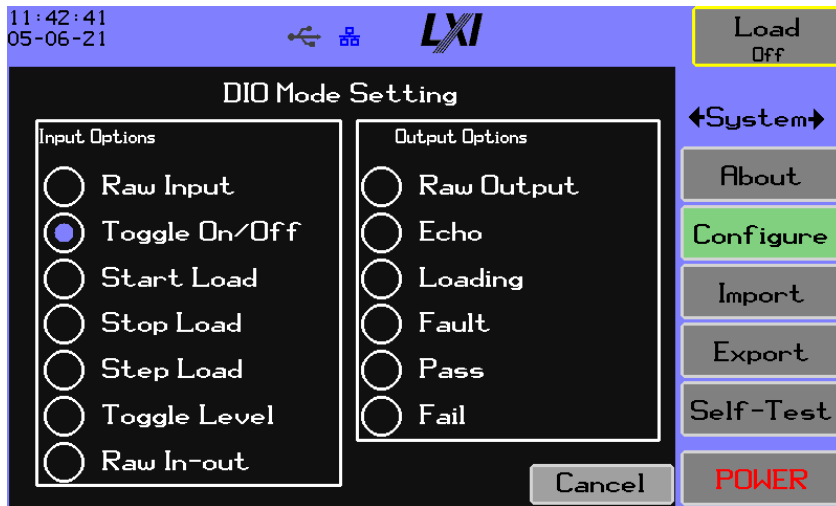 11:42:41
05-06-21
LXI
Load
Off
DIO Mode Setting
Input Options
Raw Input
Toggle On/Off
Start Load
Stop Load
Step Load
Toggle Level
Raw In-out
Output Options
Raw Output
Echo
Loading
Fault
Pass
Fail
Cancel
←System→
About
Configure
Import
Export
Self-Test
POWER